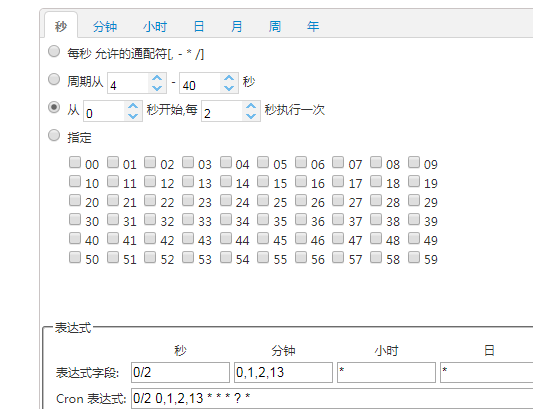 秒 分钟 小时 日 月 周 年
每秒 允许的通配符[, - * /]
周期从 4 - 40 秒
从 0 秒开始,每 2 秒执行一次
指定
00 01 02 03 04 05 06 07 08 09
10 11 12 13 14 15 16 17 18 19
20 21 22 23 24 25 26 27 28 29
30 31 32 33 34 35 36 37 38 39
40 41 42 43 44 45 46 47 48 49
50 51 52 53 54 55 56 57 58 59
表达式
秒 分钟 小时 日
表达式字段: 0/2 0,1,2,13 * *
Cron 表达式: 0/2 0,1,2,13 * * * ? *